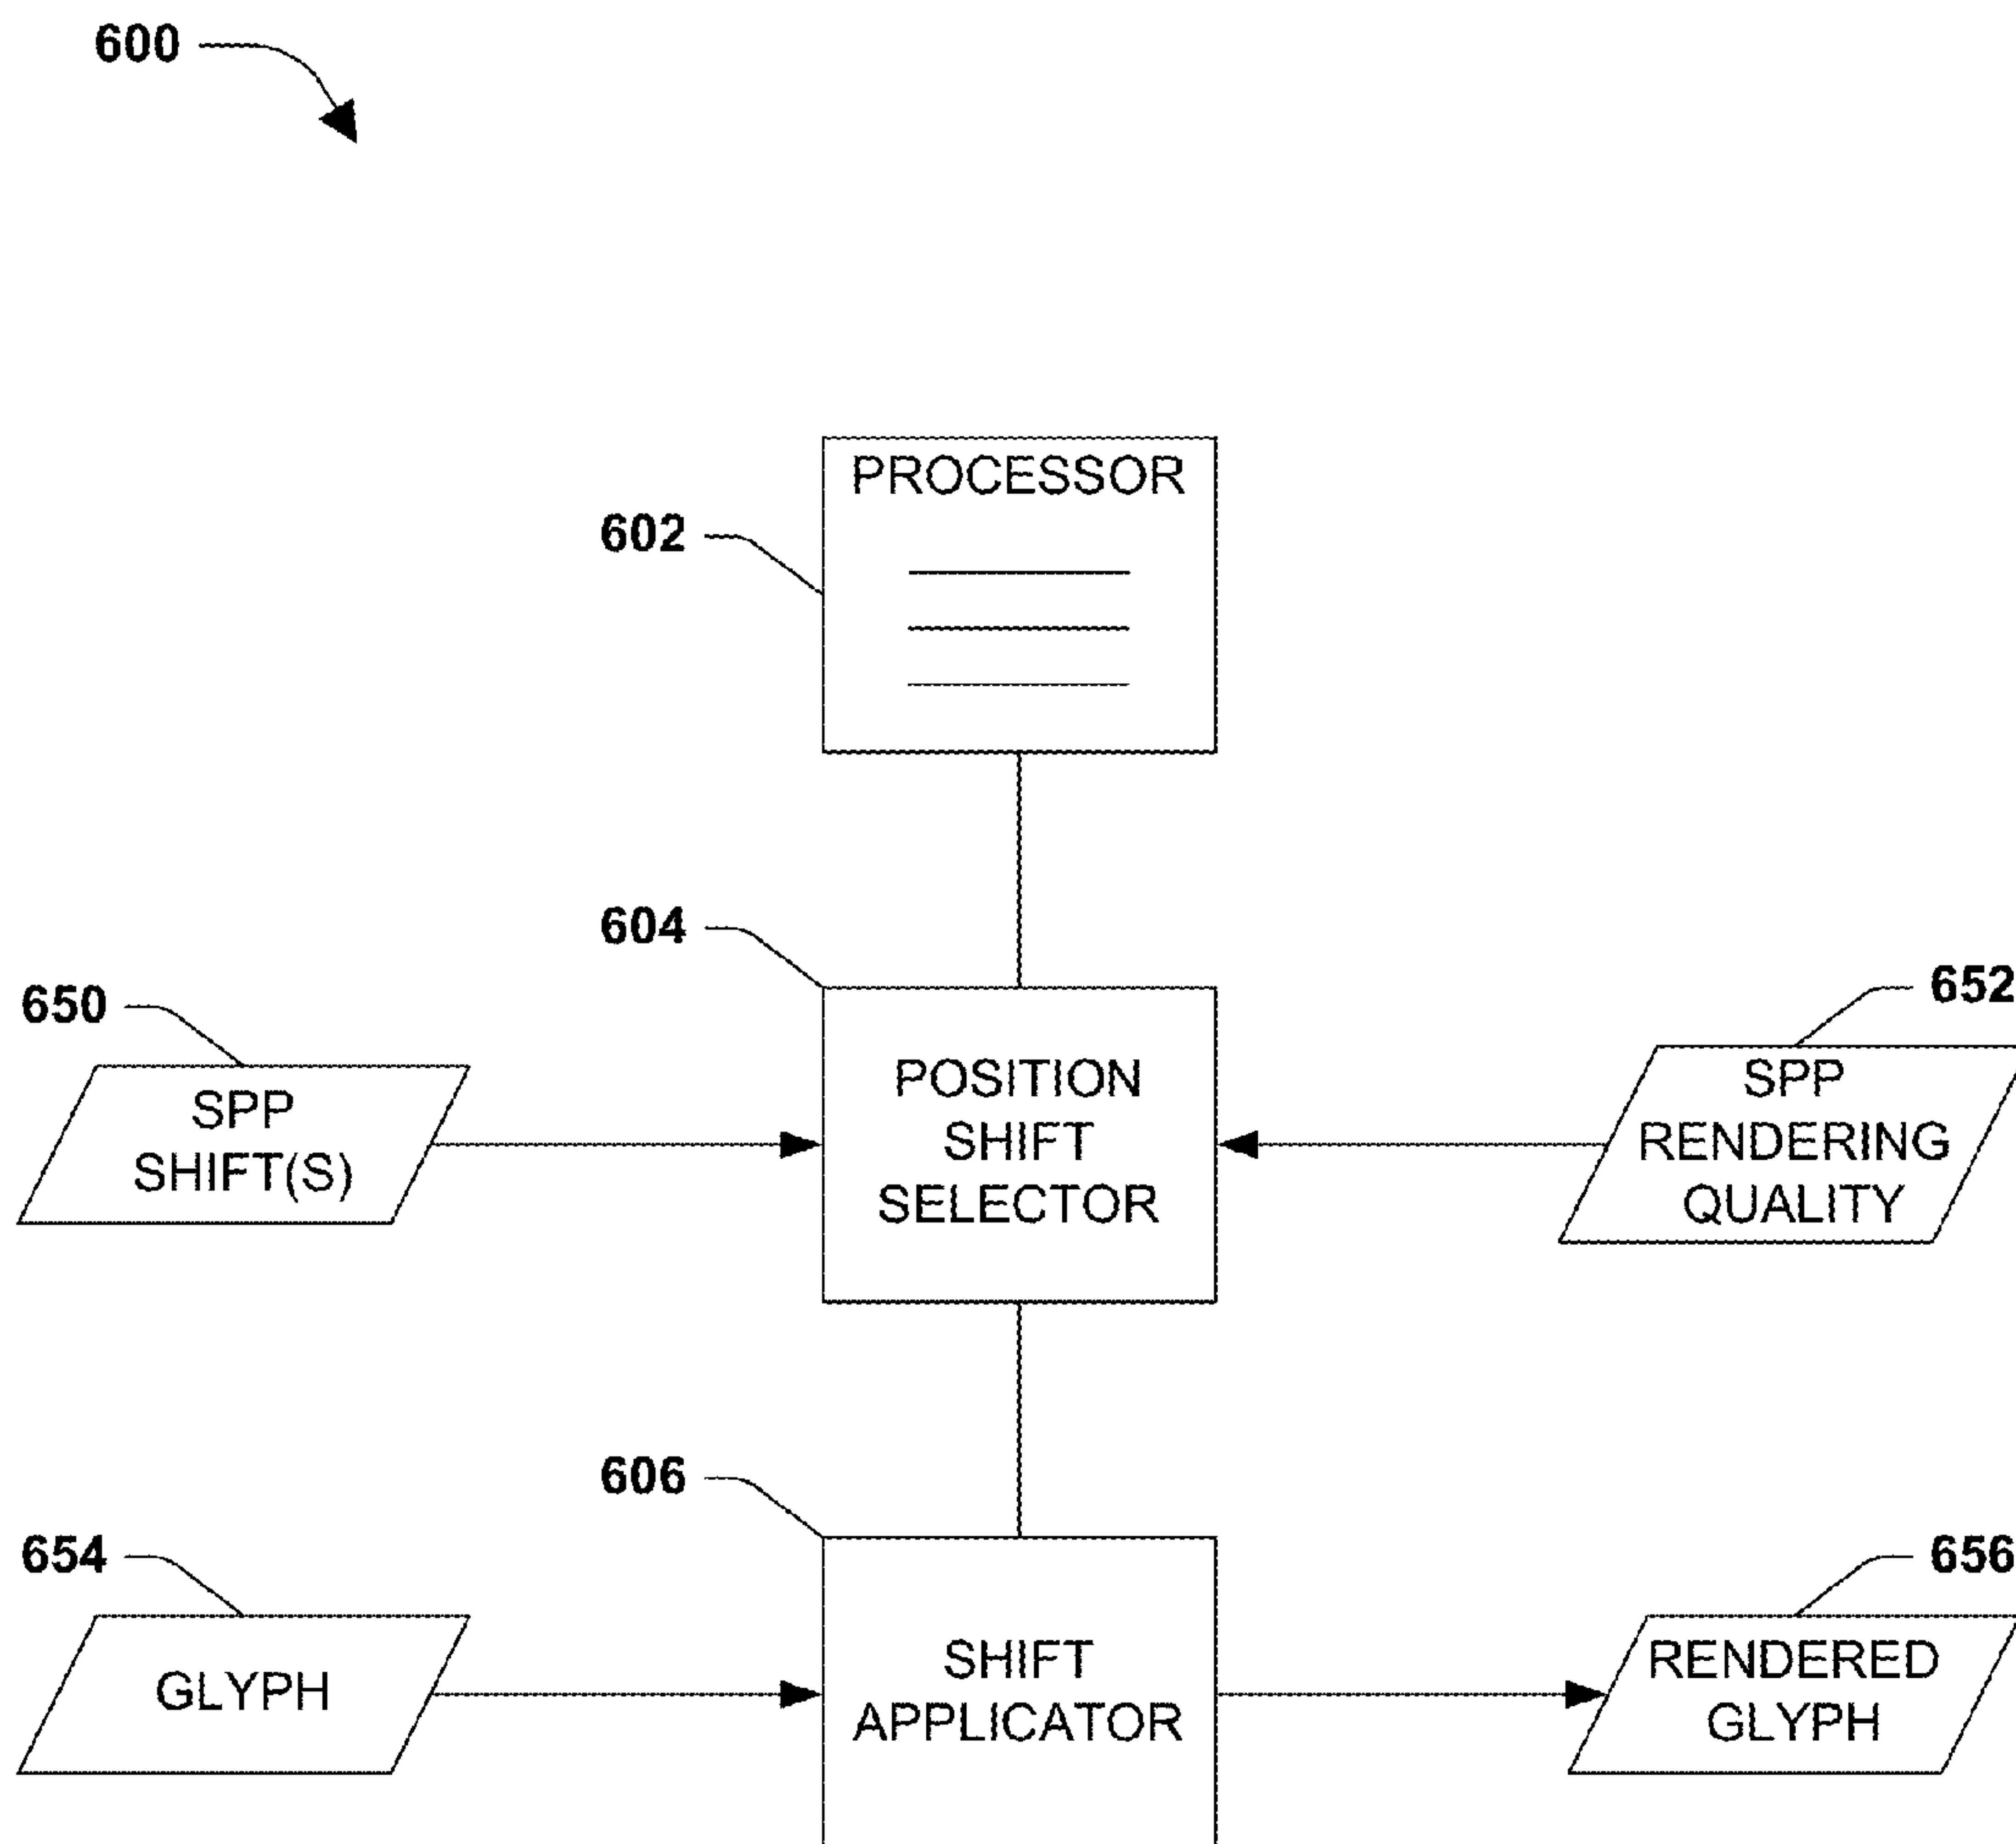 600
PROCESSOR
602
604
650
652
SPP
SHIFT(S)
POSITION
SHIFT
SELECTOR
SPP
RENDERING
QUALITY
606
654
656
GLYPH
SHIFT
APPLICATOR
RENDERED
GLYPH